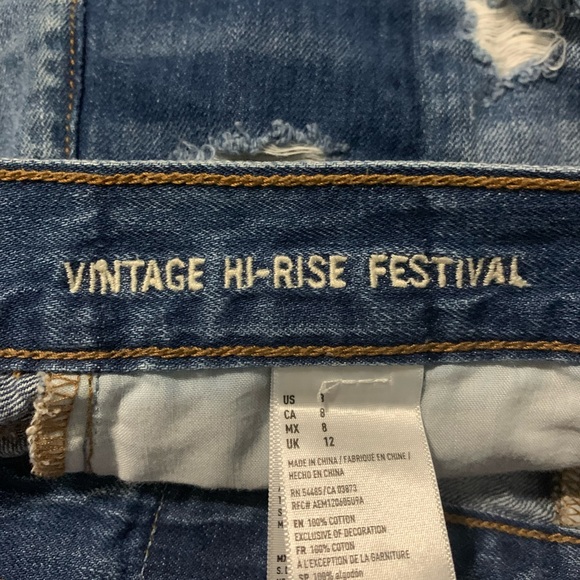 VINTAGE HI-RISE FESTIVAL
US
CA 8
MX 8
UK 12
MADE IN CHINA / FABRIQUÉ EN CHINE /
HECHO EN CHINA
RN 54485/CA 03873
RFC# AEM120605U9A
EN 100% COTTON
EXCLUSIVE OF DECORATION
FR 100% COTON
À L'EXCEPTION DE LA GARNITURE
SP 100% algodón